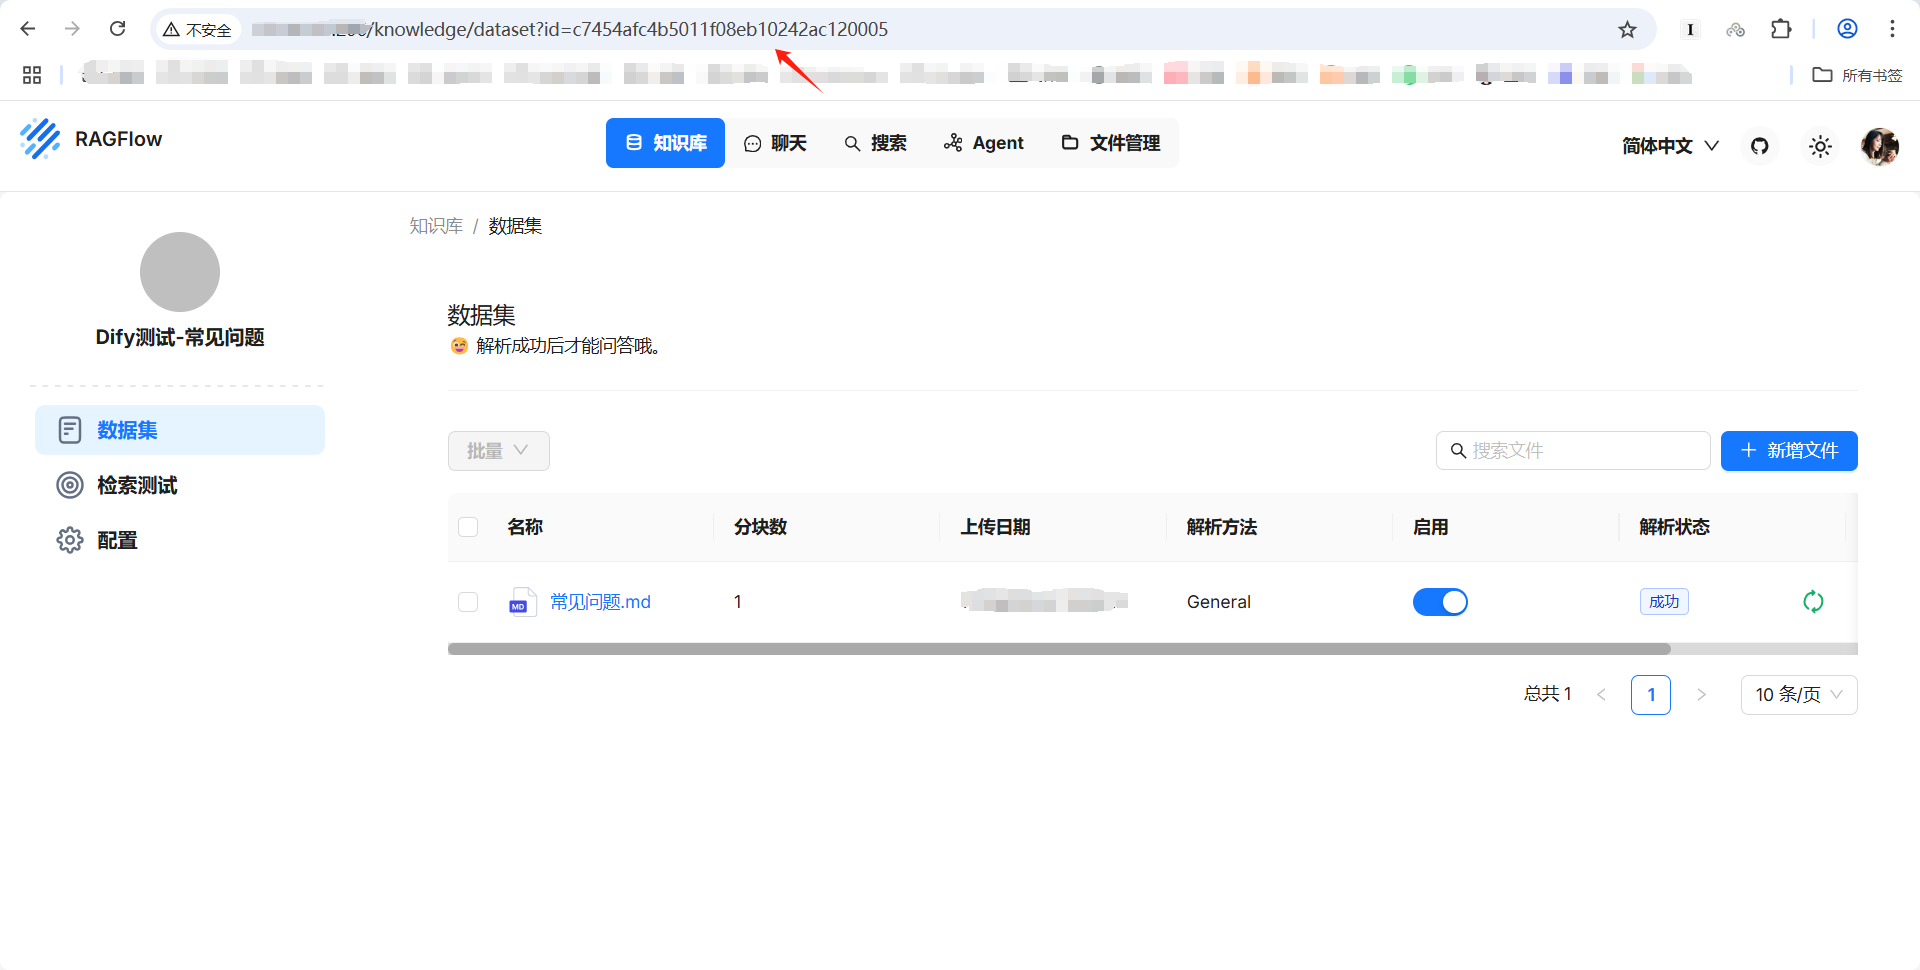 不安全
/knowledge/dataset?id=c7454afc4b5011f08eb10242ac120005
所有书签
RAGFlow
知识库
聊天
搜索
Agent
文件管理
简体中文
知识库 / 数据集
Dify测试-常见问题
数据集
检索测试
配置
数据集
解析成功后才能问答哦。
批量
搜索文件
新增文件
名称 分块数 上传日期 解析方法 启用 解析状态
MD 常见问题.md 1 General 成功
总共 1
1
10 条/页